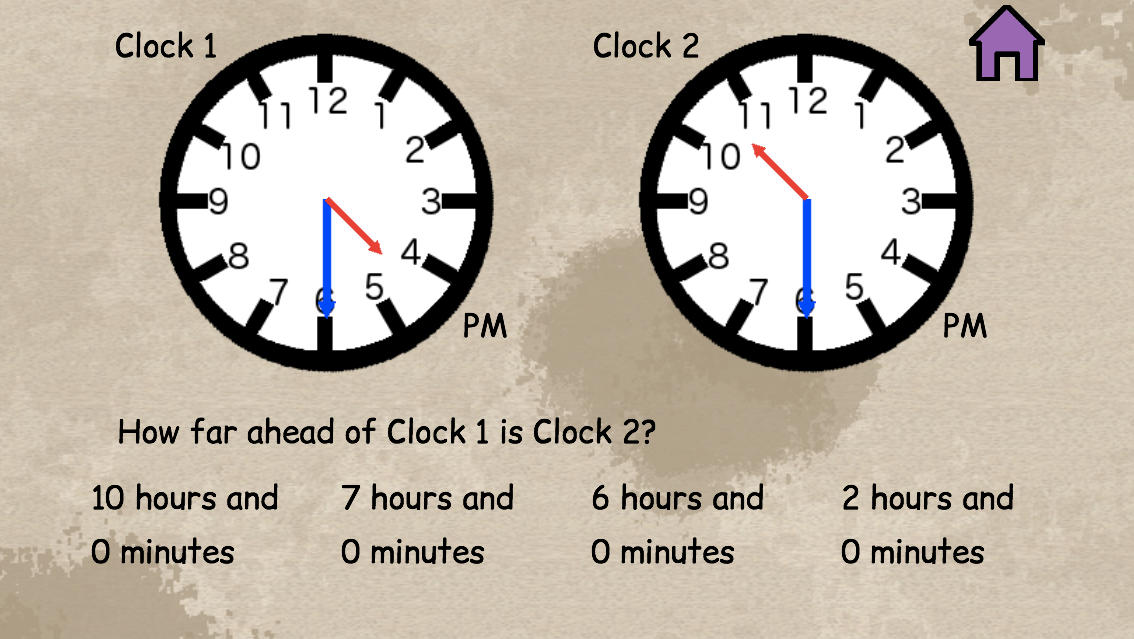 Clock 1
12
11
1
10
2
9
3
8
4
7
5
6
PM
Clock 2
12
11
1
10
2
9
3
8
4
7
5
6
PM
How far ahead of Clock 1 is Clock 2?
10 hours and
0 minutes
7 hours and
0 minutes
6 hours and
0 minutes
2 hours and
0 minutes